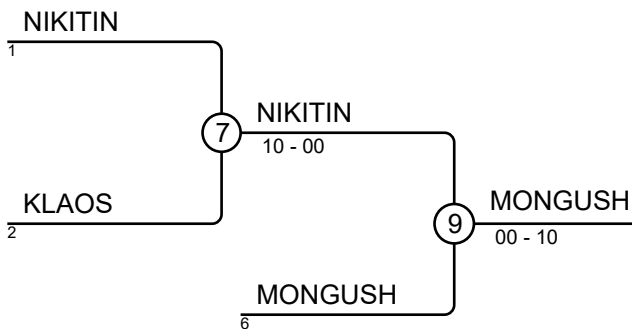 NIKITIN
1
7
NIKITIN
10 - 00
KLAOS
2
9
MONGUSH
00 - 10
MONGUSH
6